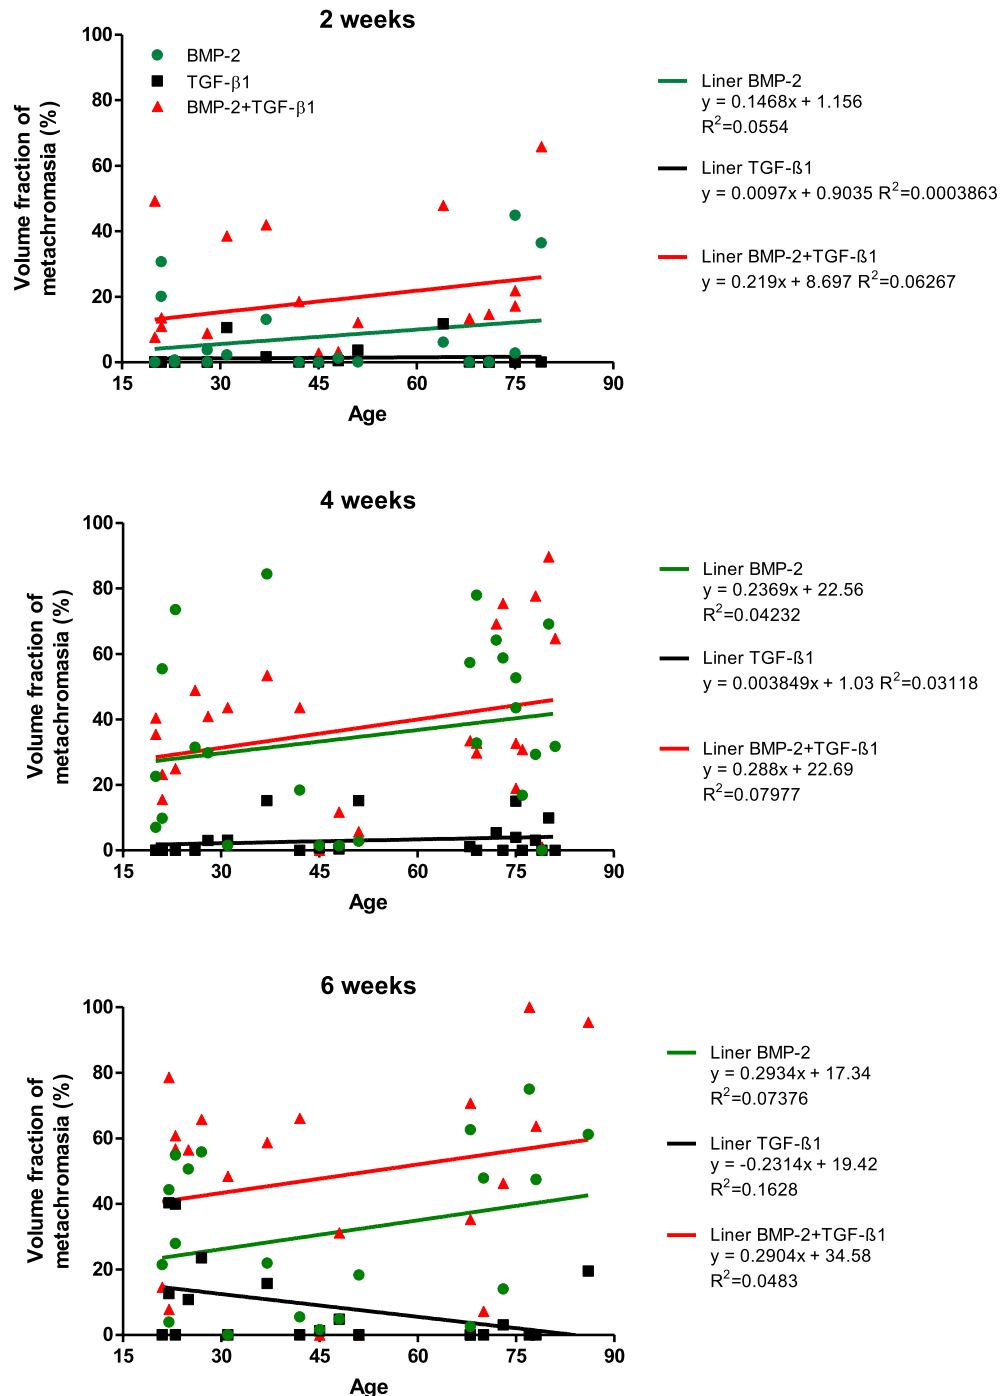 2 weeks
100
80
60
40
20
0
Volume fraction of
metachromasia (%)
BMP-2
TGF-β1
BMP-2+TGF-β1
15 30 45 60 75 90
Age
Liner BMP-2
y = 0.1468x + 1.156
R²=0.0554
Liner TGF-ß1
y = 0.0097x + 0.9035 R²=0.0003863
Liner BMP-2+TGF-ß1
y = 0.219x + 8.697 R²=0.06267
4 weeks
100
80
60
40
20
0
Volume fraction of
metachromasia (%)
15 30 45 60 75 90
Age
Liner BMP-2
y = 0.2369x + 22.56
R²=0.04232
Liner TGF-ß1
y = 0.003849x + 1.03 R²=0.03118
Liner BMP-2+TGF-ß1
y = 0.288x + 22.69
R²=0.07977
6 weeks
100
80
60
40
20
0
Volume fraction of
metachromasia (%)
15 30 45 60 75 90
Age
Liner BMP-2
y = 0.2934x + 17.34
R²=0.07376
Liner TGF-ß1
y = -0.2314x + 19.42
R²=0.1628
Liner BMP-2+TGF-ß1
y = 0.2904x + 34.58
R²=0.0483